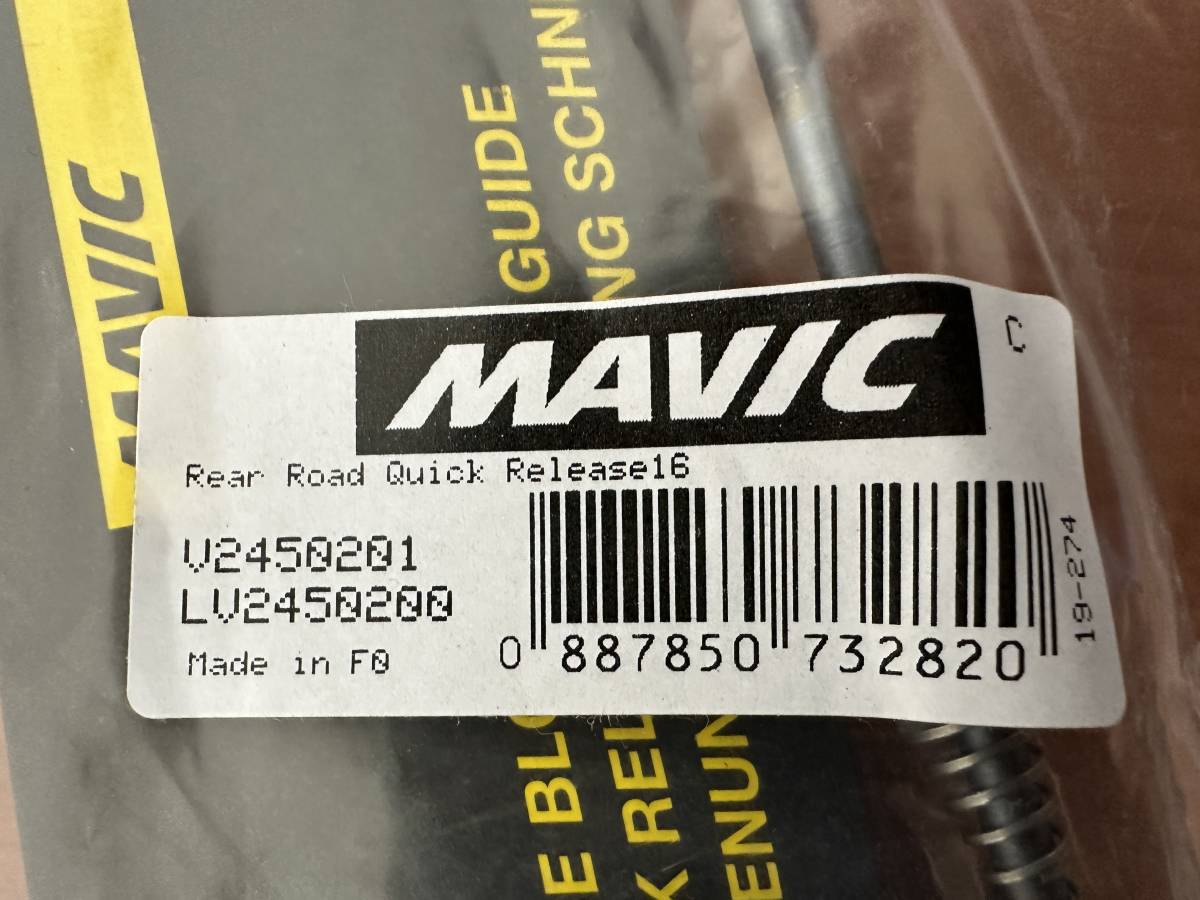 MAVIC
GUIDE
NG SCHN
MAVIC
Rear Road Quick Release16
V2450201
LV2450200
Made in F0
0 887850 732820
19-274
E BLO
K REL
ENUN